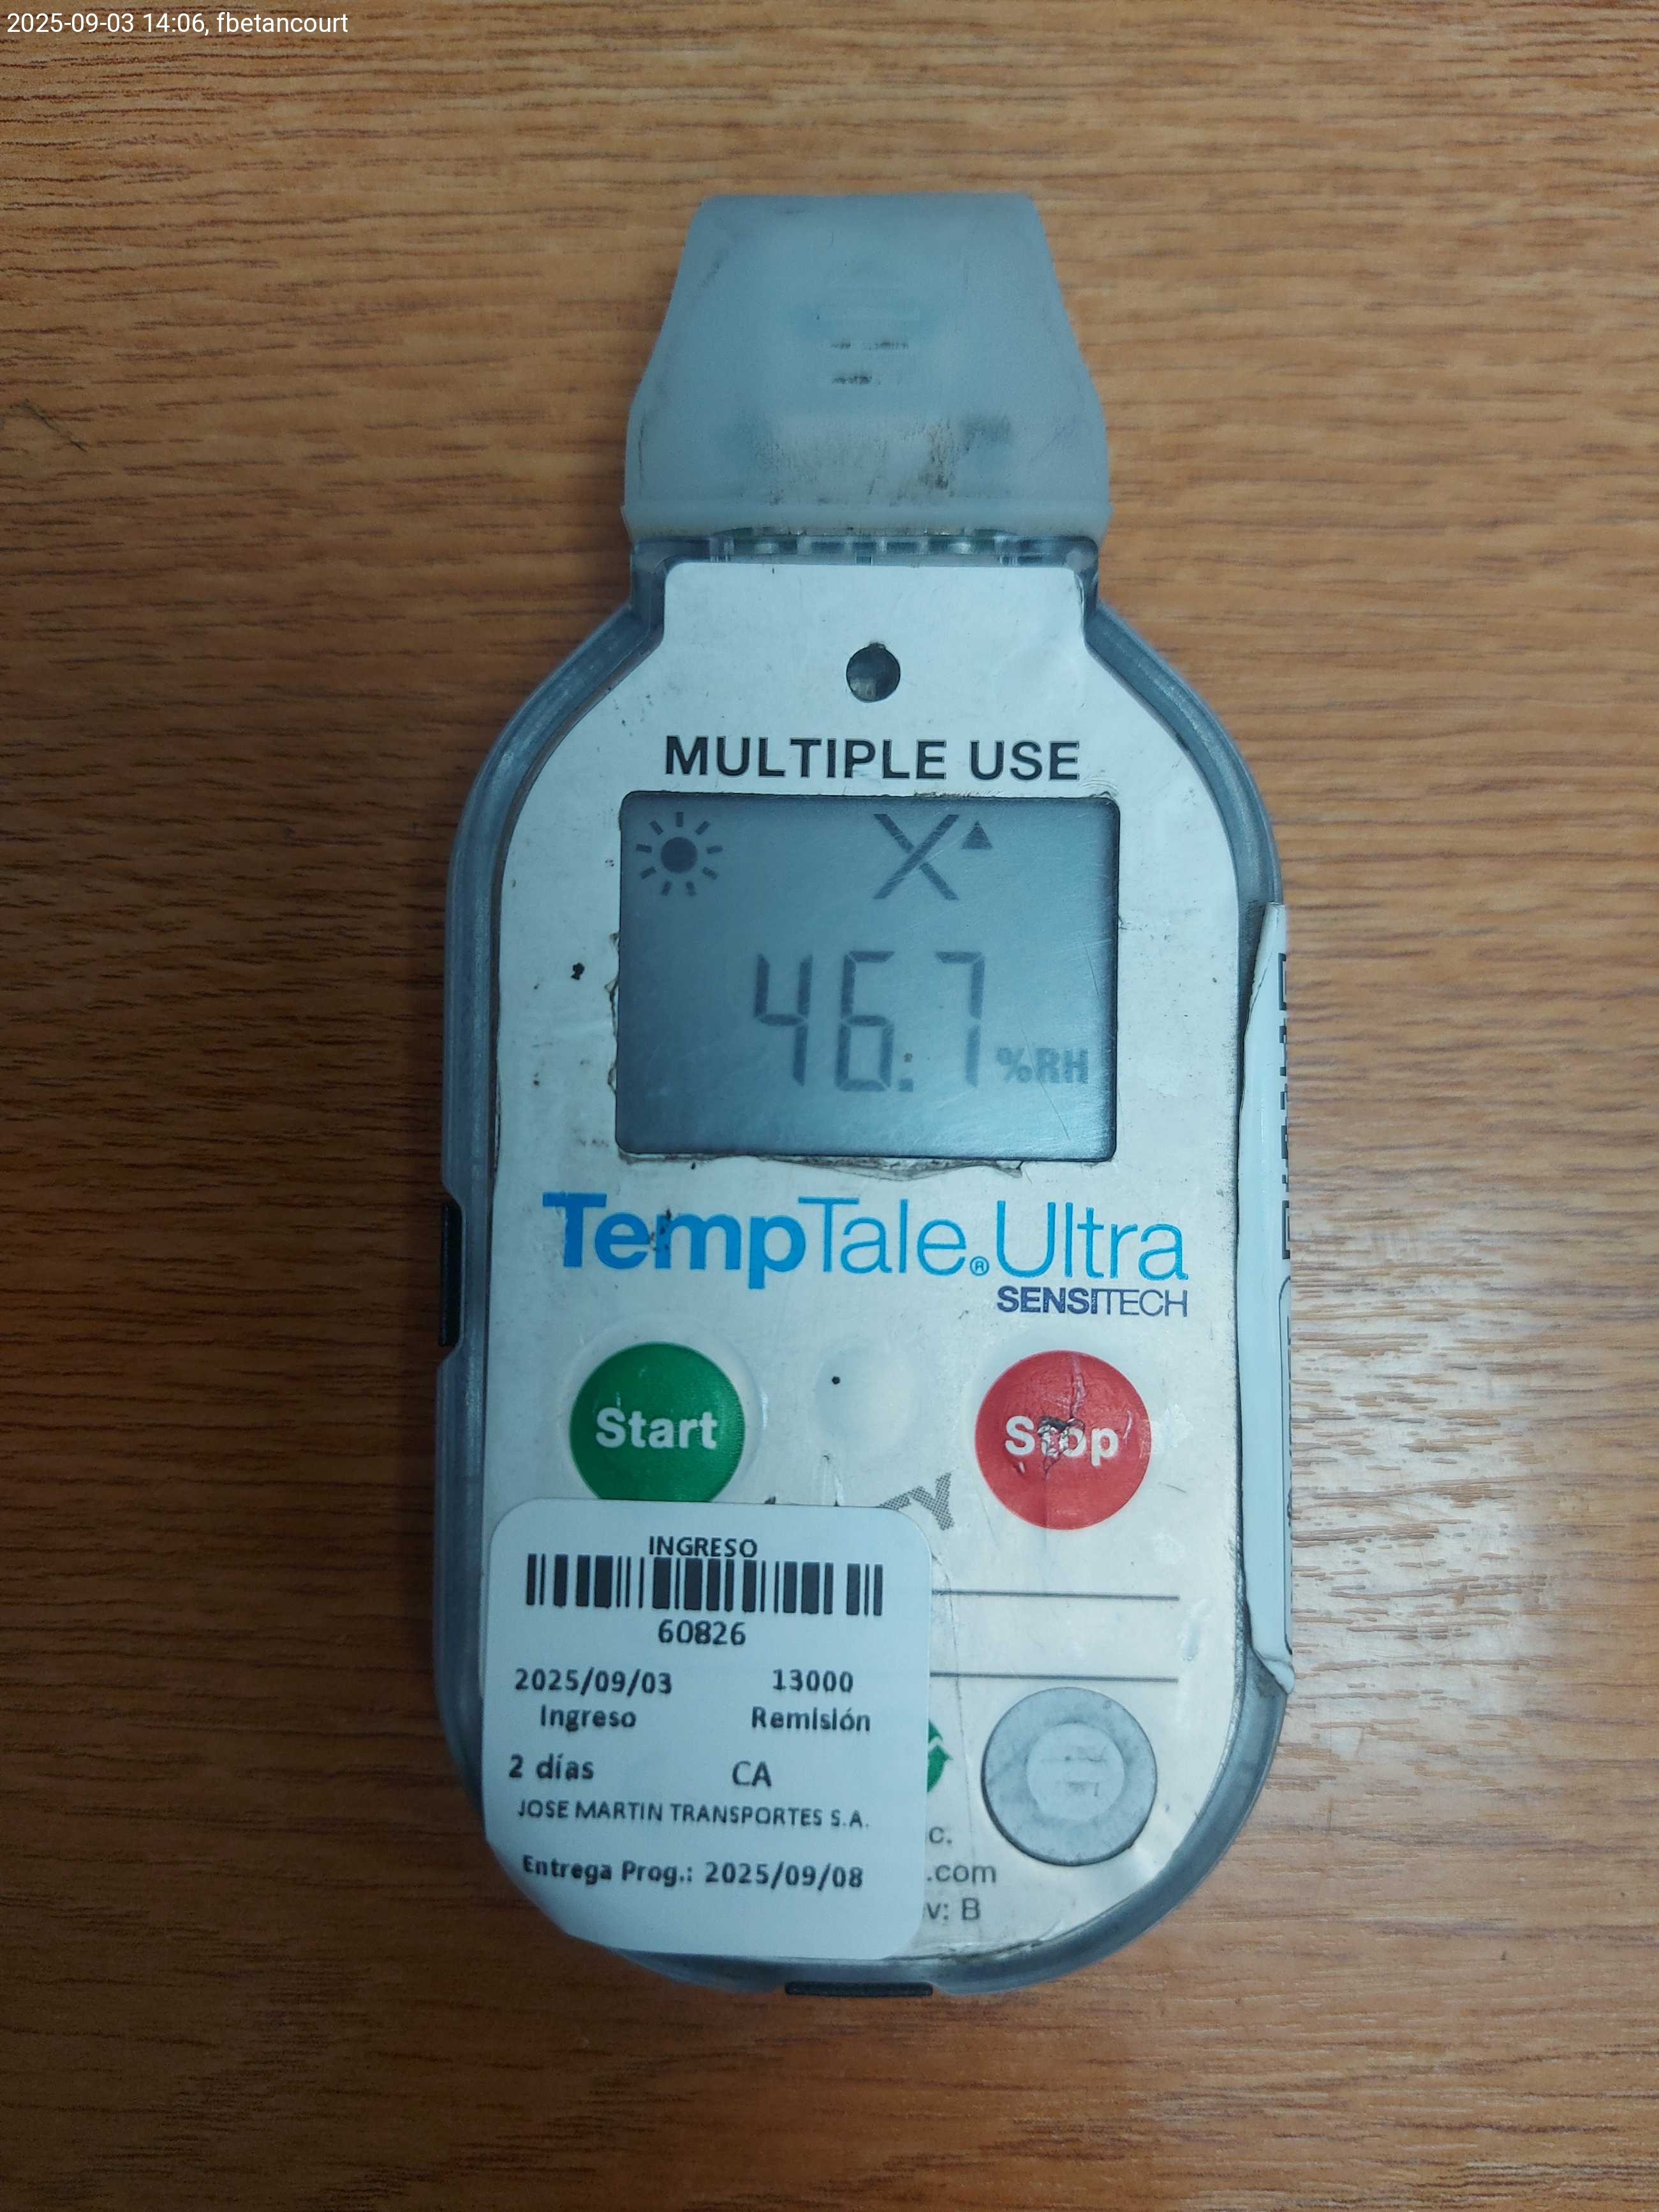 2025-09-03 14:06, fbetancourt
MULTIPLE USE
46.7 %RH
TempTale® Ultra
SENSITECH
Start
Stop
INGRESO
60826
2025/09/03 13000
Ingreso Remisión
2 días CA
JOSE MARTIN TRANSPORTES S.A.
Entrega Prog.: 2025/09/08
c.
.com
v: B